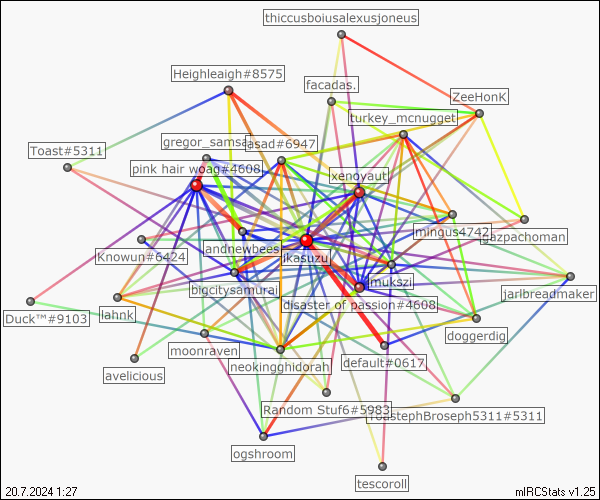 thiccusboiusalexusjoneus
Heighleaigh#8575
facadas.
ZeeHonK
turkey_mcnugget
gregor_samsa
asad#6947
Toast#5311
pink hair woag#4608
xenoyaut
mingus4742
gazpachoman
andnewbees
Knowun#6424
ikasuzu
mukszi
bigcitysamurai
jarlbreadmaker
disaster of passion#4608
lahnk
Duck™#9103
doggerdig
moonraven
neokingghidorah
default#0617
avelicious
Random Stuf6#5983
ToastephBroseph5311#5311
ogshroom
tescoroll
20.7.2024 1:27
mIRCStats v1.25